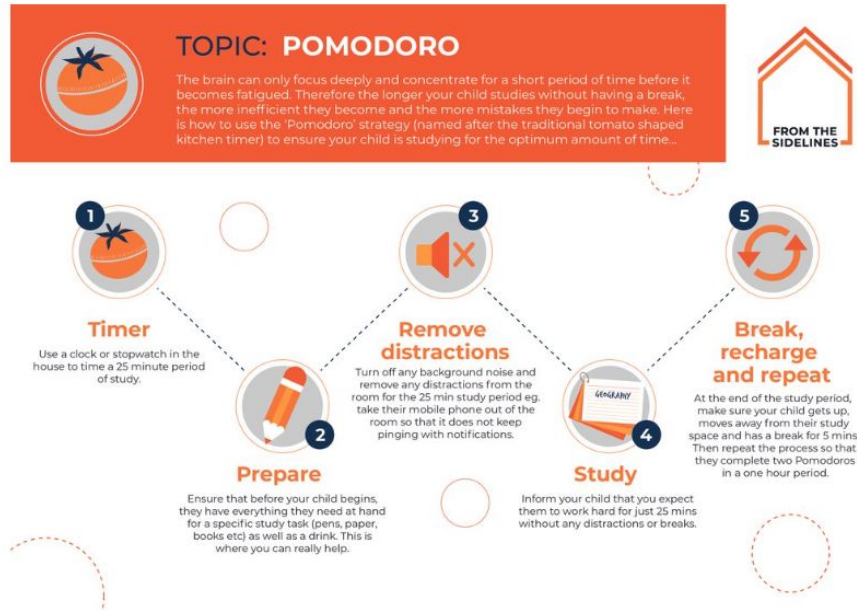 TOPIC: POMODORO
The brain can only focus deeply and concentrate for a short period of time before it
becomes fatigued. Therefore the longer your child studies without having a break,
the more inefficient they become and the more mistakes they begin to make. Here
is how to use the 'Pomodoro' strategy (named after the traditional tomato shaped
kitchen timer) to ensure your child is studying for the optimum amount of time...
FROM THE
SIDELINES
1
Timer
Use a clock or stopwatch in the
house to time a 25 minute period
of study.
2
Prepare
Ensure that before your child begins,
they have everything they need at hand
for a specific study task (pens, paper,
books etc) as well as a drink. This is
where you can really help.
3
Remove
distractions
Turn off any background noise and
remove any distractions from the
room for the 25 min study period eg.
take their mobile phone out of the
room so that it does not keep
pinging with notifications.
GEOGRAPHY
4
Study
Inform your child that you expect
them to work hard for just 25 mins
without any distractions or breaks.
5
Break,
recharge
and repeat
At the end of the study period,
make sure your child gets up,
moves away from their study
space and has a break for 5 mins
Then repeat the process so that
they complete two Pomodoros
in a one hour period.